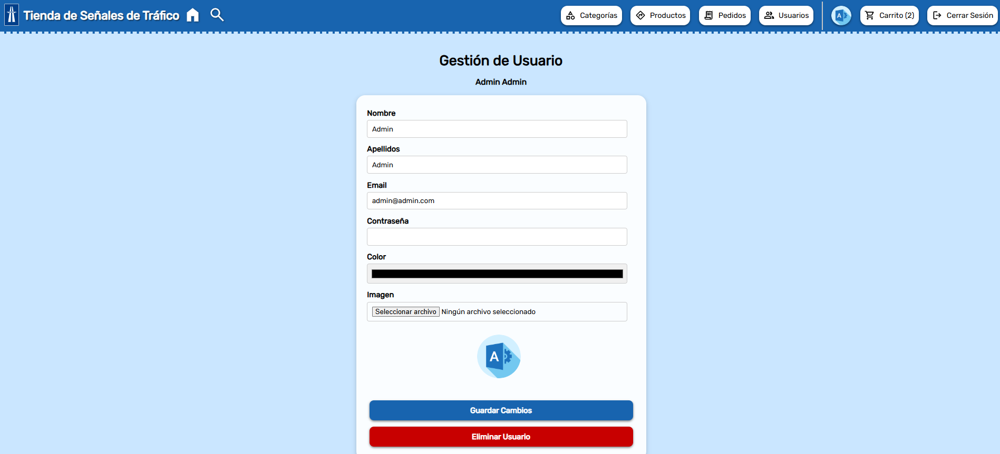 Tienda de Señales de Tráfico
Categorías
Productos
Pedidos
Usuarios
A
Carrito (2)
Cerrar Sesión
Gestión de Usuario
Admin Admin
Nombre
Admin
Apellidos
Admin
Email
admin@admin.com
Contraseña
Color
Imagen
Seleccionar archivo Ningún archivo seleccionado
A
Guardar Cambios
Eliminar Usuario